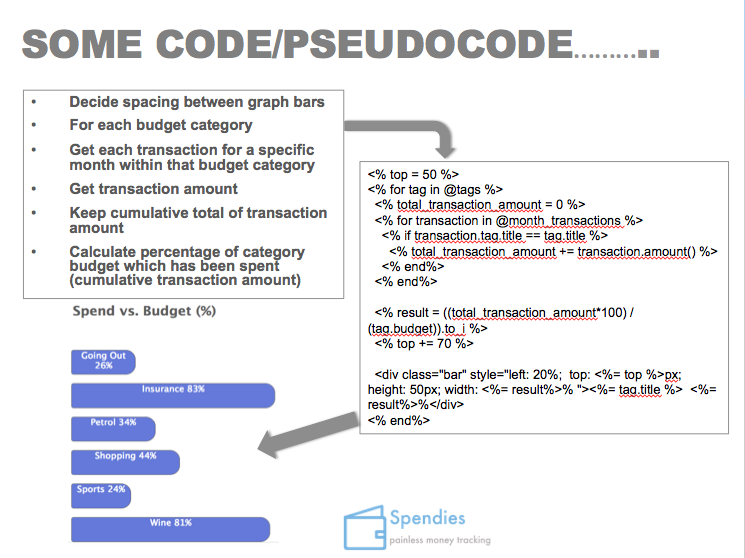 SOME CODE/PSEUDOCODE...........
• Decide spacing between graph bars
• For each budget category
• Get each transaction for a specific
month within that budget category
• Get transaction amount
• Keep cumulative total of transaction
amount
• Calculate percentage of category
budget which has been spent
(cumulative transaction amount)
<% top = 50 %>
<% for tag in @tags %>
<% total_transaction_amount = 0 %>
<% for transaction in @month_transactions %>
<% if transaction.tag.title == tag.title %>
<% total_transaction_amount += transaction.amount() %>
<% end%>
<% end%>
<% result = ((total_transaction_amount*100) /
(tag.budget)).to_i %>
<% top += 70 %>
<div class="bar" style="left: 20%; top: <%= top %>px;
height: 50px; width: <%= result%>% "><%= tag.title %> <%=
result%>%</div>
<% end%>
Spend vs. Budget (%)
Going Out
26%
Insurance 83%
Petrol 34%
Shopping 44%
Sports 24%
Wine 81%
Spendies
painless money tracking